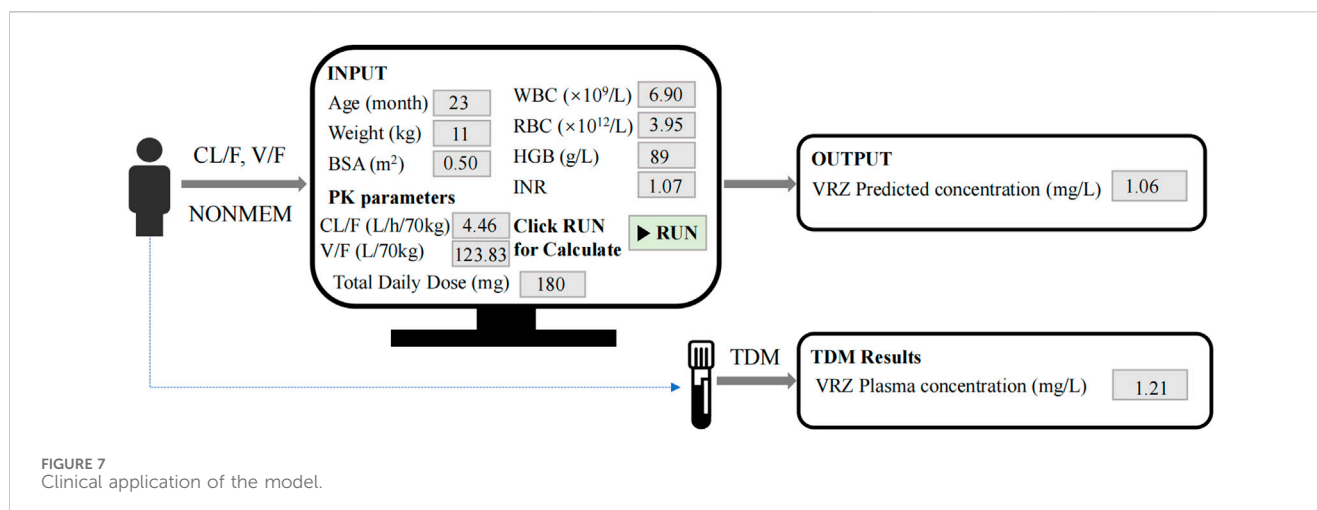 CL/F, V/F
NONMEM
INPUT
Age (month) 23
Weight (kg) 11
BSA (m²) 0.50
WBC (×10⁹/L) 6.90
RBC (×10¹²/L) 3.95
HGB (g/L) 89
INR 1.07
PK parameters
CL/F (L/h/70kg) 4.46
V/F (L/70kg) 123.83
Click RUN
for Calculate
▶ RUN
Total Daily Dose (mg) 180
OUTPUT
VRZ Predicted concentration (mg/L) 1.06
TDM
TDM Results
VRZ Plasma concentration (mg/L) 1.21
FIGURE 7
Clinical application of the model.